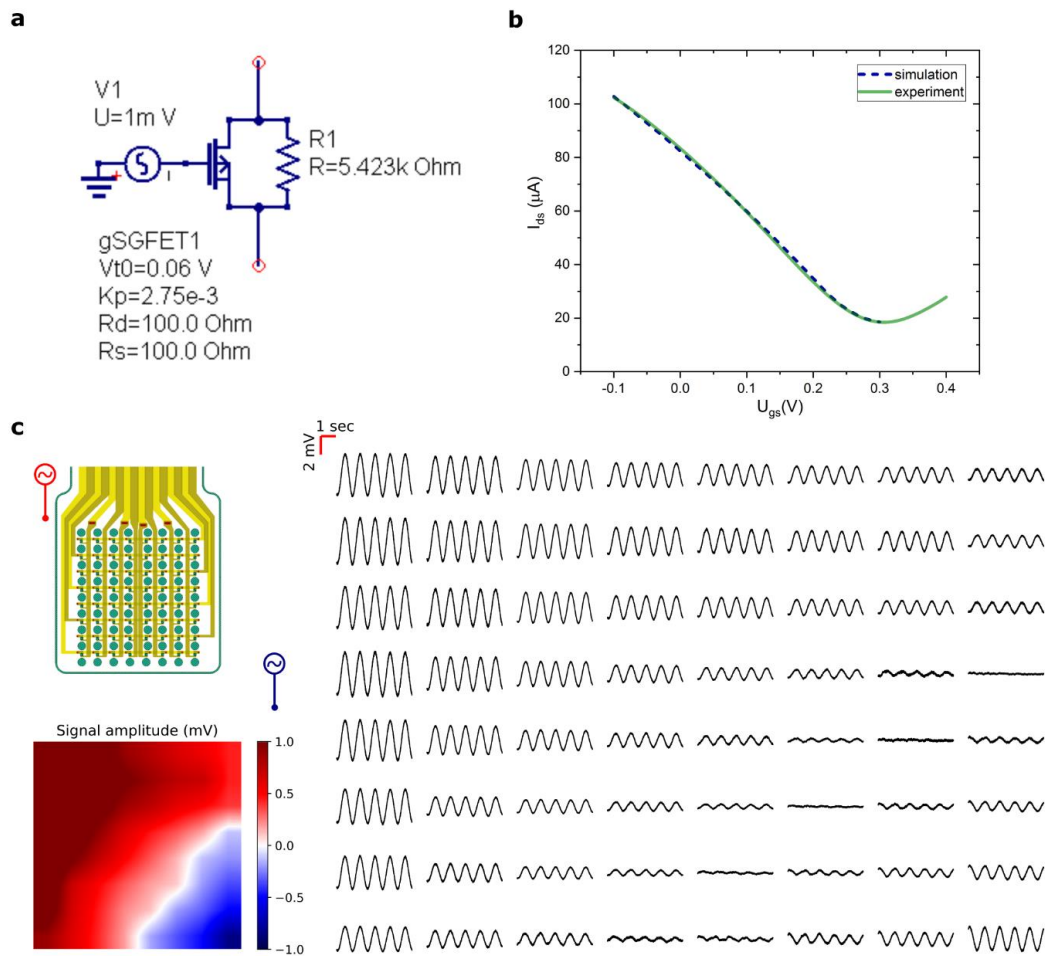 a
V1
U=1m V
R1
R=5.423k Ohm
gSGFET1
Vt0=0.06 V
Kp=2.75e-3
Rd=100.0 Ohm
Rs=100.0 Ohm
b
120
100
80
60
40
20
0
Ids (µA)
simulation
experiment
-0.1
0.0
0.1
0.2
0.3
0.4
Ugs(V)
c
1 sec
2 mV
Signal amplitude (mV)
1.0
0.5
0.0
−0.5
−1.0